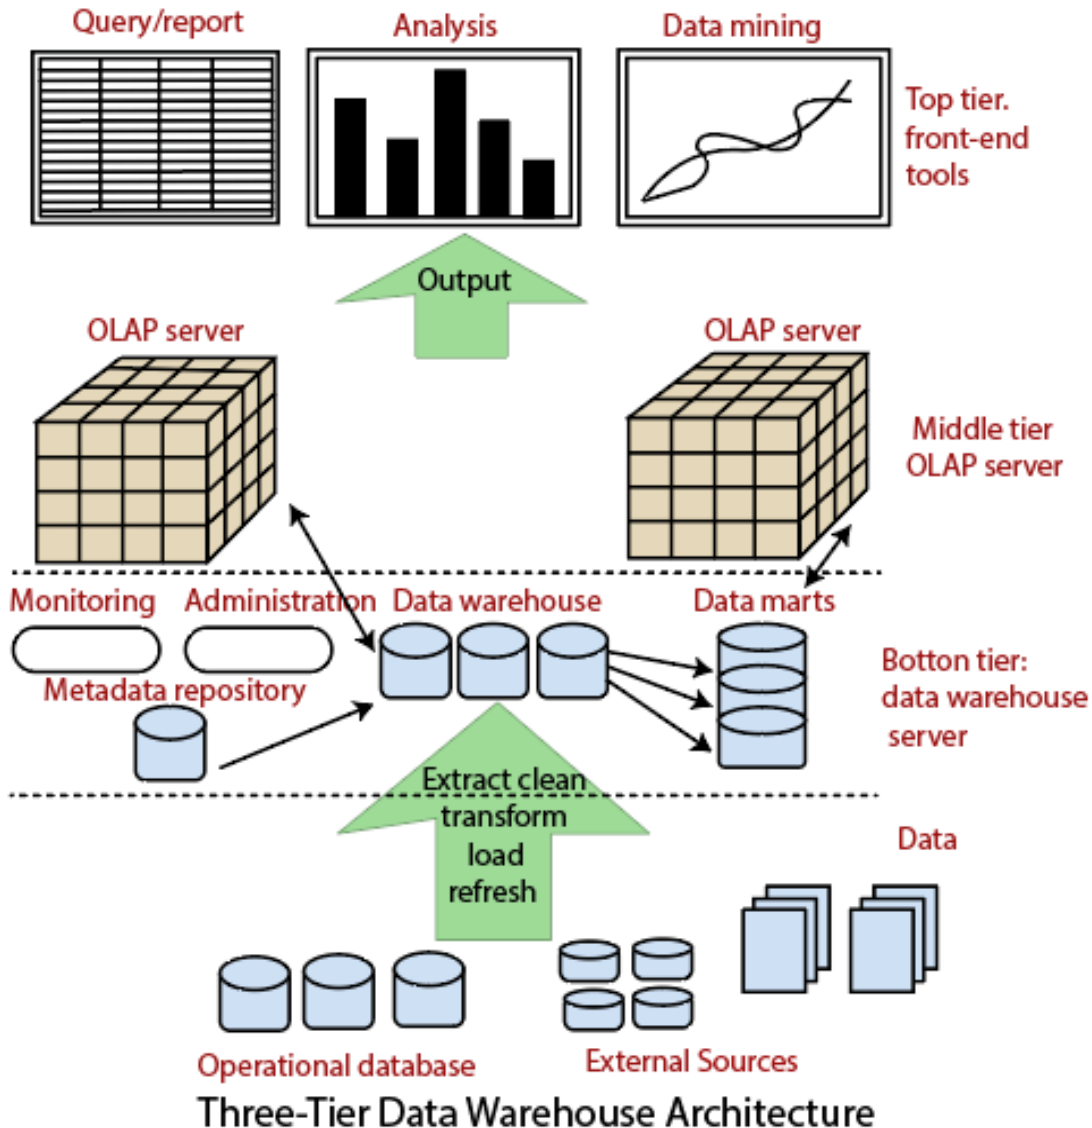 Query/report
Analysis
Data mining
Top tier.
front-end
tools
Output
OLAP server
OLAP server
Middle tier
OLAP server
Monitoring
Administration
Data warehouse
Data marts
Metadata repository
Botton tier:
data warehouse
server
Extract clean
transform
load
refresh
Data
Operational database
External Sources
Three-Tier Data Warehouse Architecture